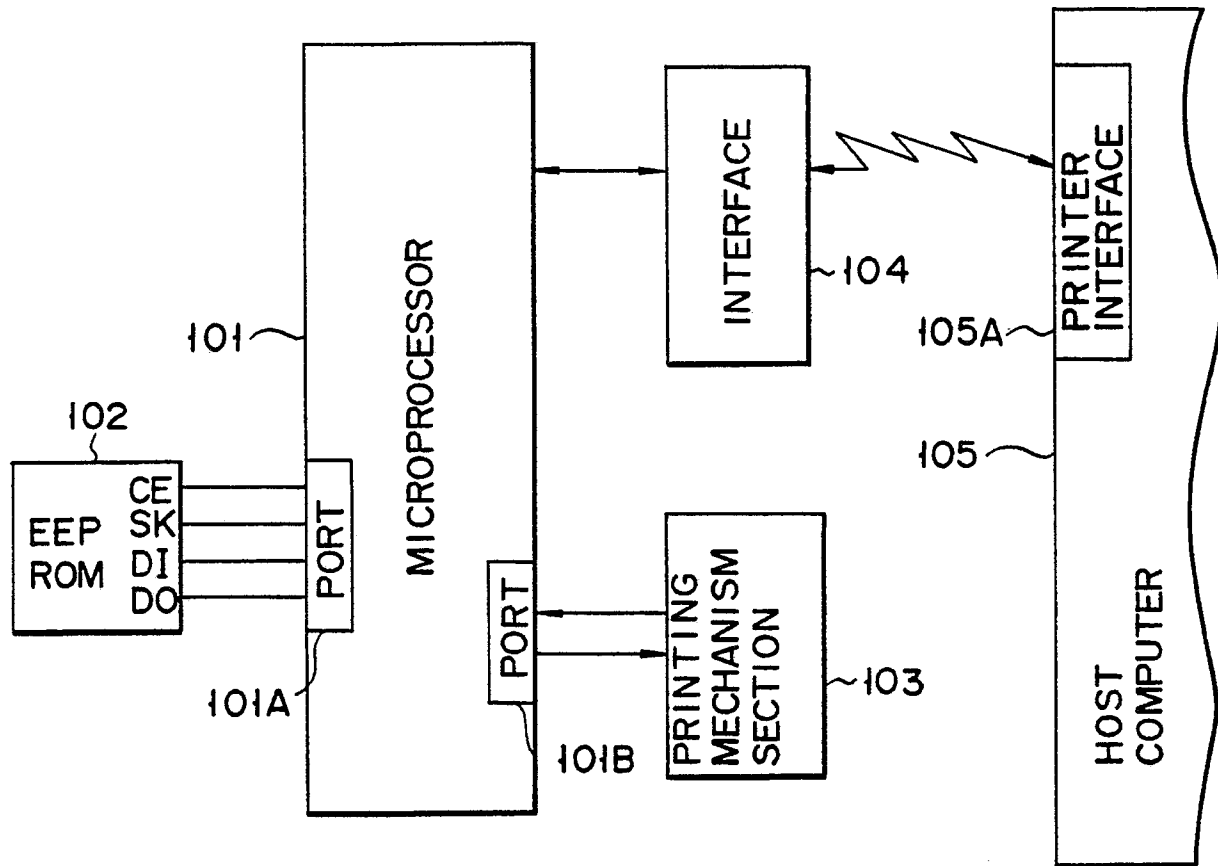 102
EEP
ROM
CE
SK
DI
DO
101
PORT
101A
MICROPROCESSOR
PORT
101B
INTERFACE
104
PRINTING
MECHANISM
SECTION
103
PRINTER
INTERFACE
105A
105
HOST
COMPUTER